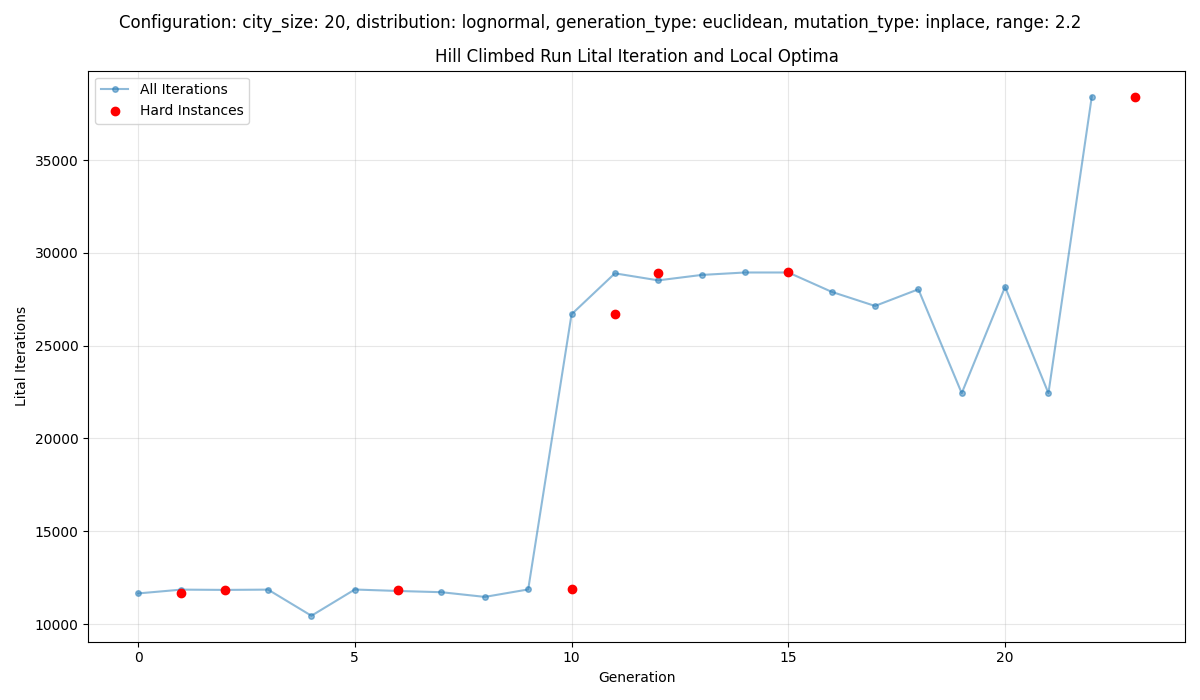 Configuration: city_size: 20, distribution: lognormal, generation_type: euclidean, mutation_type: inplace, range: 2.2
Hill Climbed Run Lital Iteration and Local Optima
All Iterations
Hard Instances
35000
30000
25000
20000
15000
10000
Lital Iterations
0 5 10 15 20
Generation